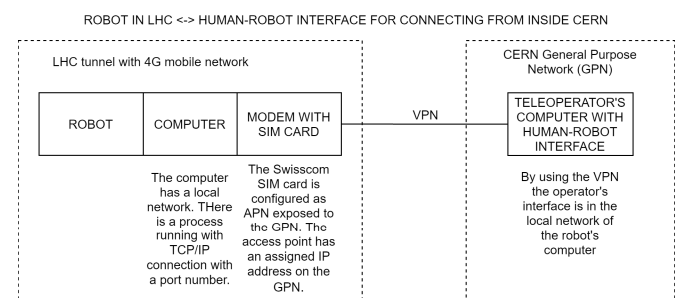 ROBOT IN LHC <-> HUMAN-ROBOT INTERFACE FOR CONNECTING FROM INSIDE CERN
LHC tunnel with 4G mobile network
ROBOT
COMPUTER
MODEM WITH
SIM CARD
The computer
has a local
network. THere
is a process
running with
TCP/IP
connection with
a port number.
The Swisscom
SIM card is
configured as
APN exposed to
the GPN. The
access point has
an assigned IP
address on the
GPN.
VPN
CERN General Purpose
Network (GPN)
TELEOPERATOR'S
COMPUTER WITH
HUMAN-ROBOT
INTERFACE
By using the VPN
the operator's
interface is in the
local network of
the robot's
computer